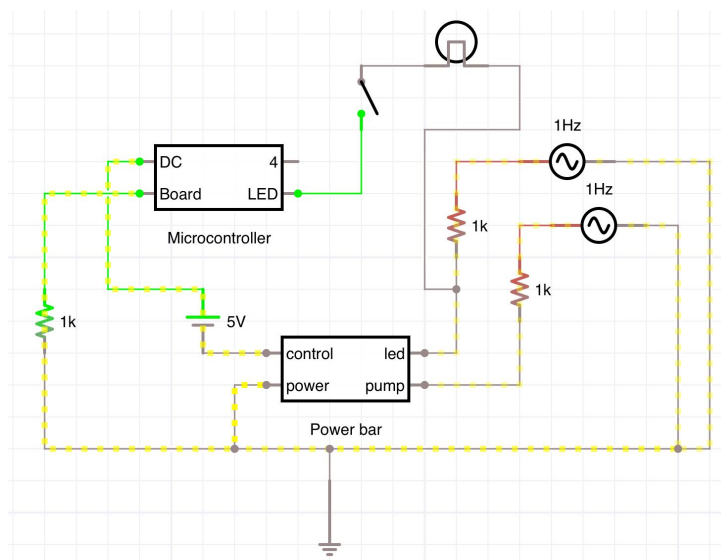 1Hz
DC
4
1Hz
Board
LED
1k
Microcontroller
1k
1k
5V
control
led
power
pump
Power bar